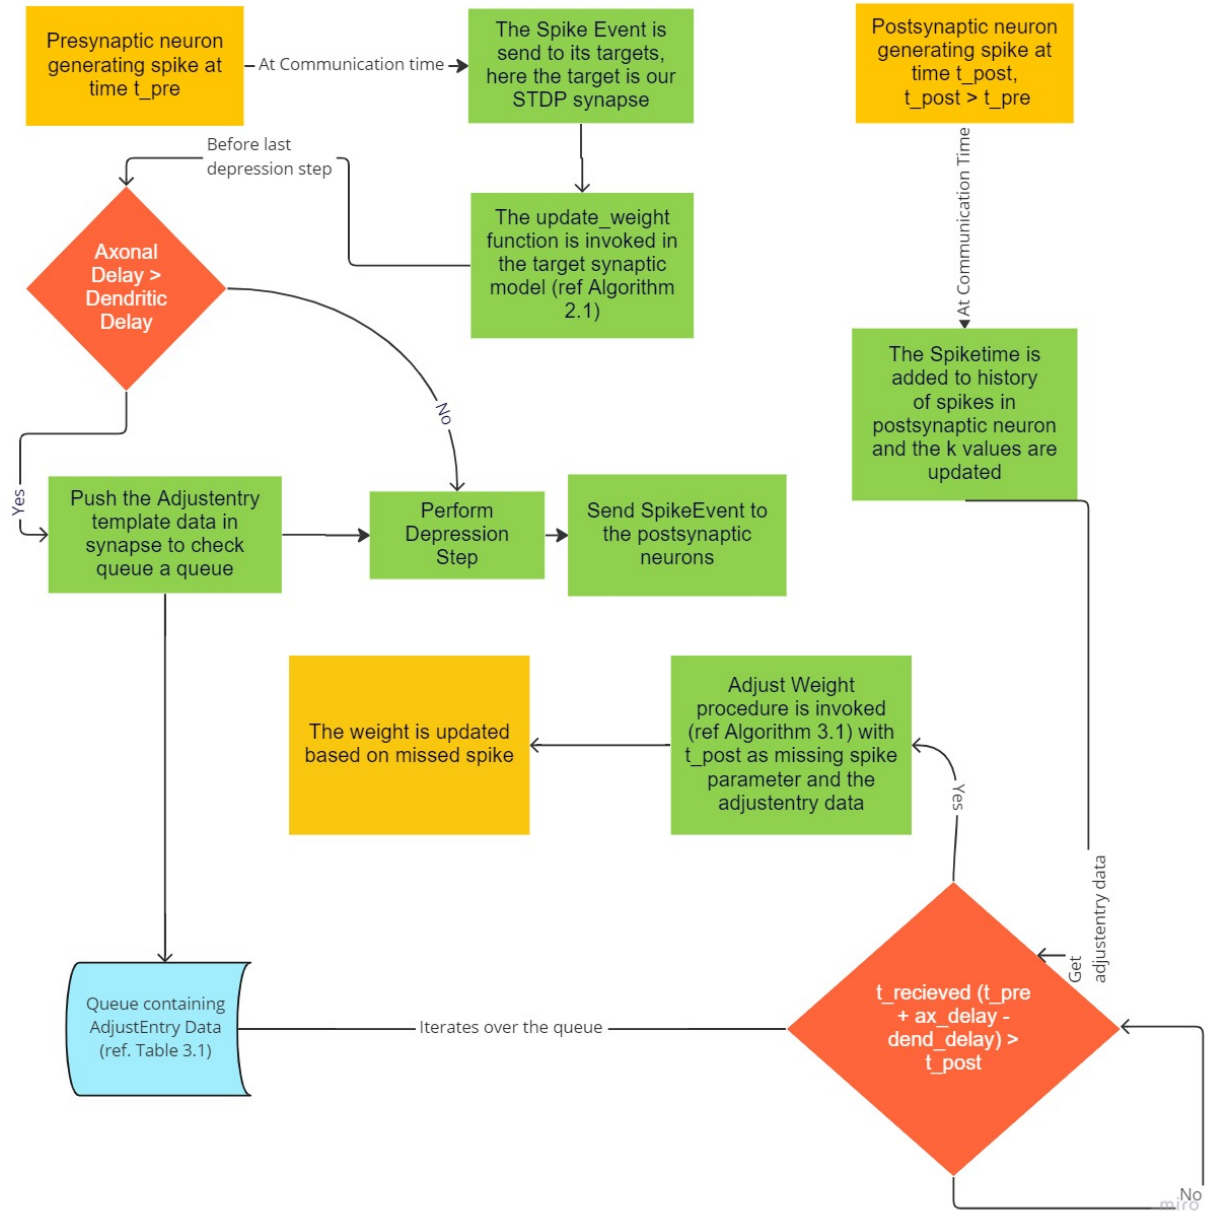 Presynaptic neuron
generating spike at
time t_pre
At Communication time
The Spike Event is
send to its targets,
here the target is our
STDP synapse
Postsynaptic neuron
generating spike at
time t_post,
t_post > t_pre
Before last
depression step
At Communication Time
Axonal
Delay >
Dendritic
Delay
The update_weight
function is invoked in
the target synaptic
model (ref Algorithm
2.1)
The Spiketime is
added to history
of spikes in
postsynaptic neuron
and the k values are
updated
No
Yes
Push the Adjustentry
template data in
synapse to check
queue a queue
Perform
Depression
Step
Send SpikeEvent to
the postsynaptic
neurons
The weight is updated
based on missed spike
Adjust Weight
procedure is invoked
(ref Algorithm 3.1) with
t_post as missing spike
parameter and the
adjustentry data
Yes
Get
adjustentry data
Queue containing
AdjustEntry Data
(ref. Table 3.1)
Iterates over the queue
t_recieved (t_pre
+ ax_delay -
dend_delay) >
t_post
No
miro